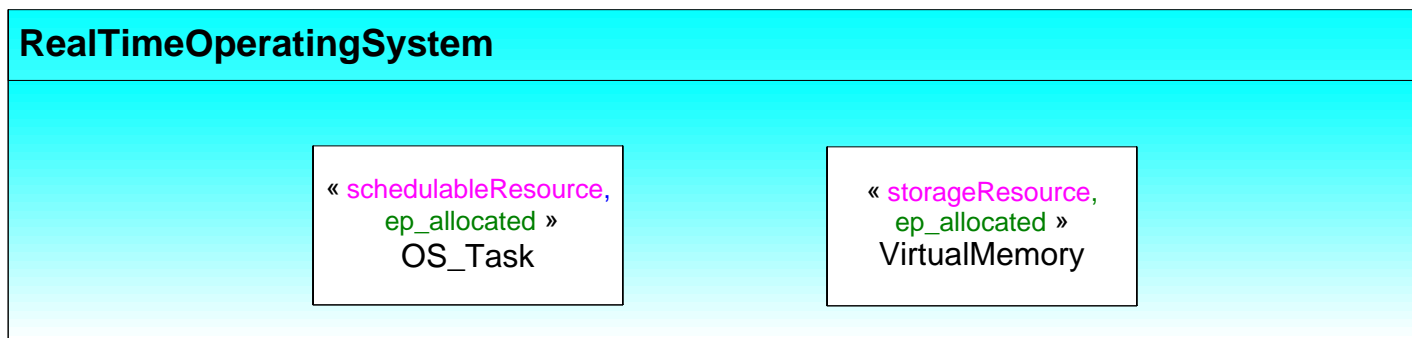 RealTimeOperatingSystem
« schedulableResource,
ep_allocated »
OS_Task
« storageResource,
ep_allocated »
VirtualMemory